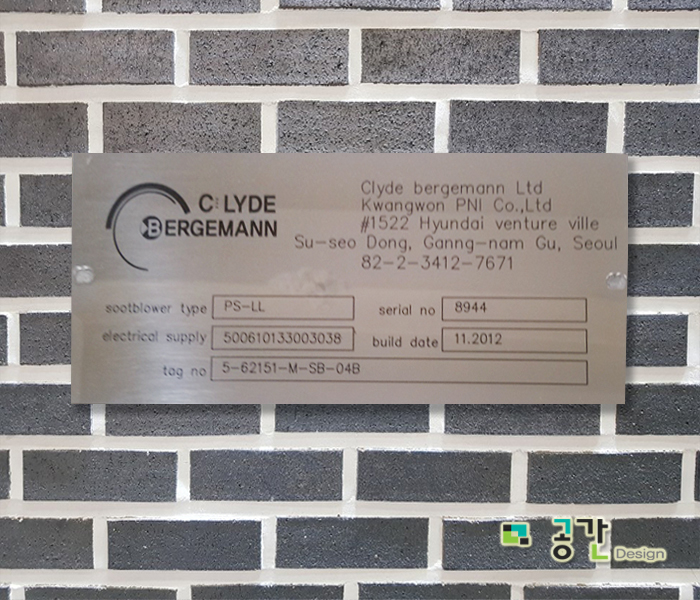 C LYDE
BERGEMANN
Clyde bergemann Ltd
Kwangwon PNI Co.,Ltd
#1522 Hyundai venture ville
Su-seo Dong, Ganng-nam Gu, Seoul
82-2-3412-7671
sootblower type PS-LL
serial no 8944
electrical supply 500610133003038
build date 11.2012
tag no 5-62151-M-SB-04B
공간 Design